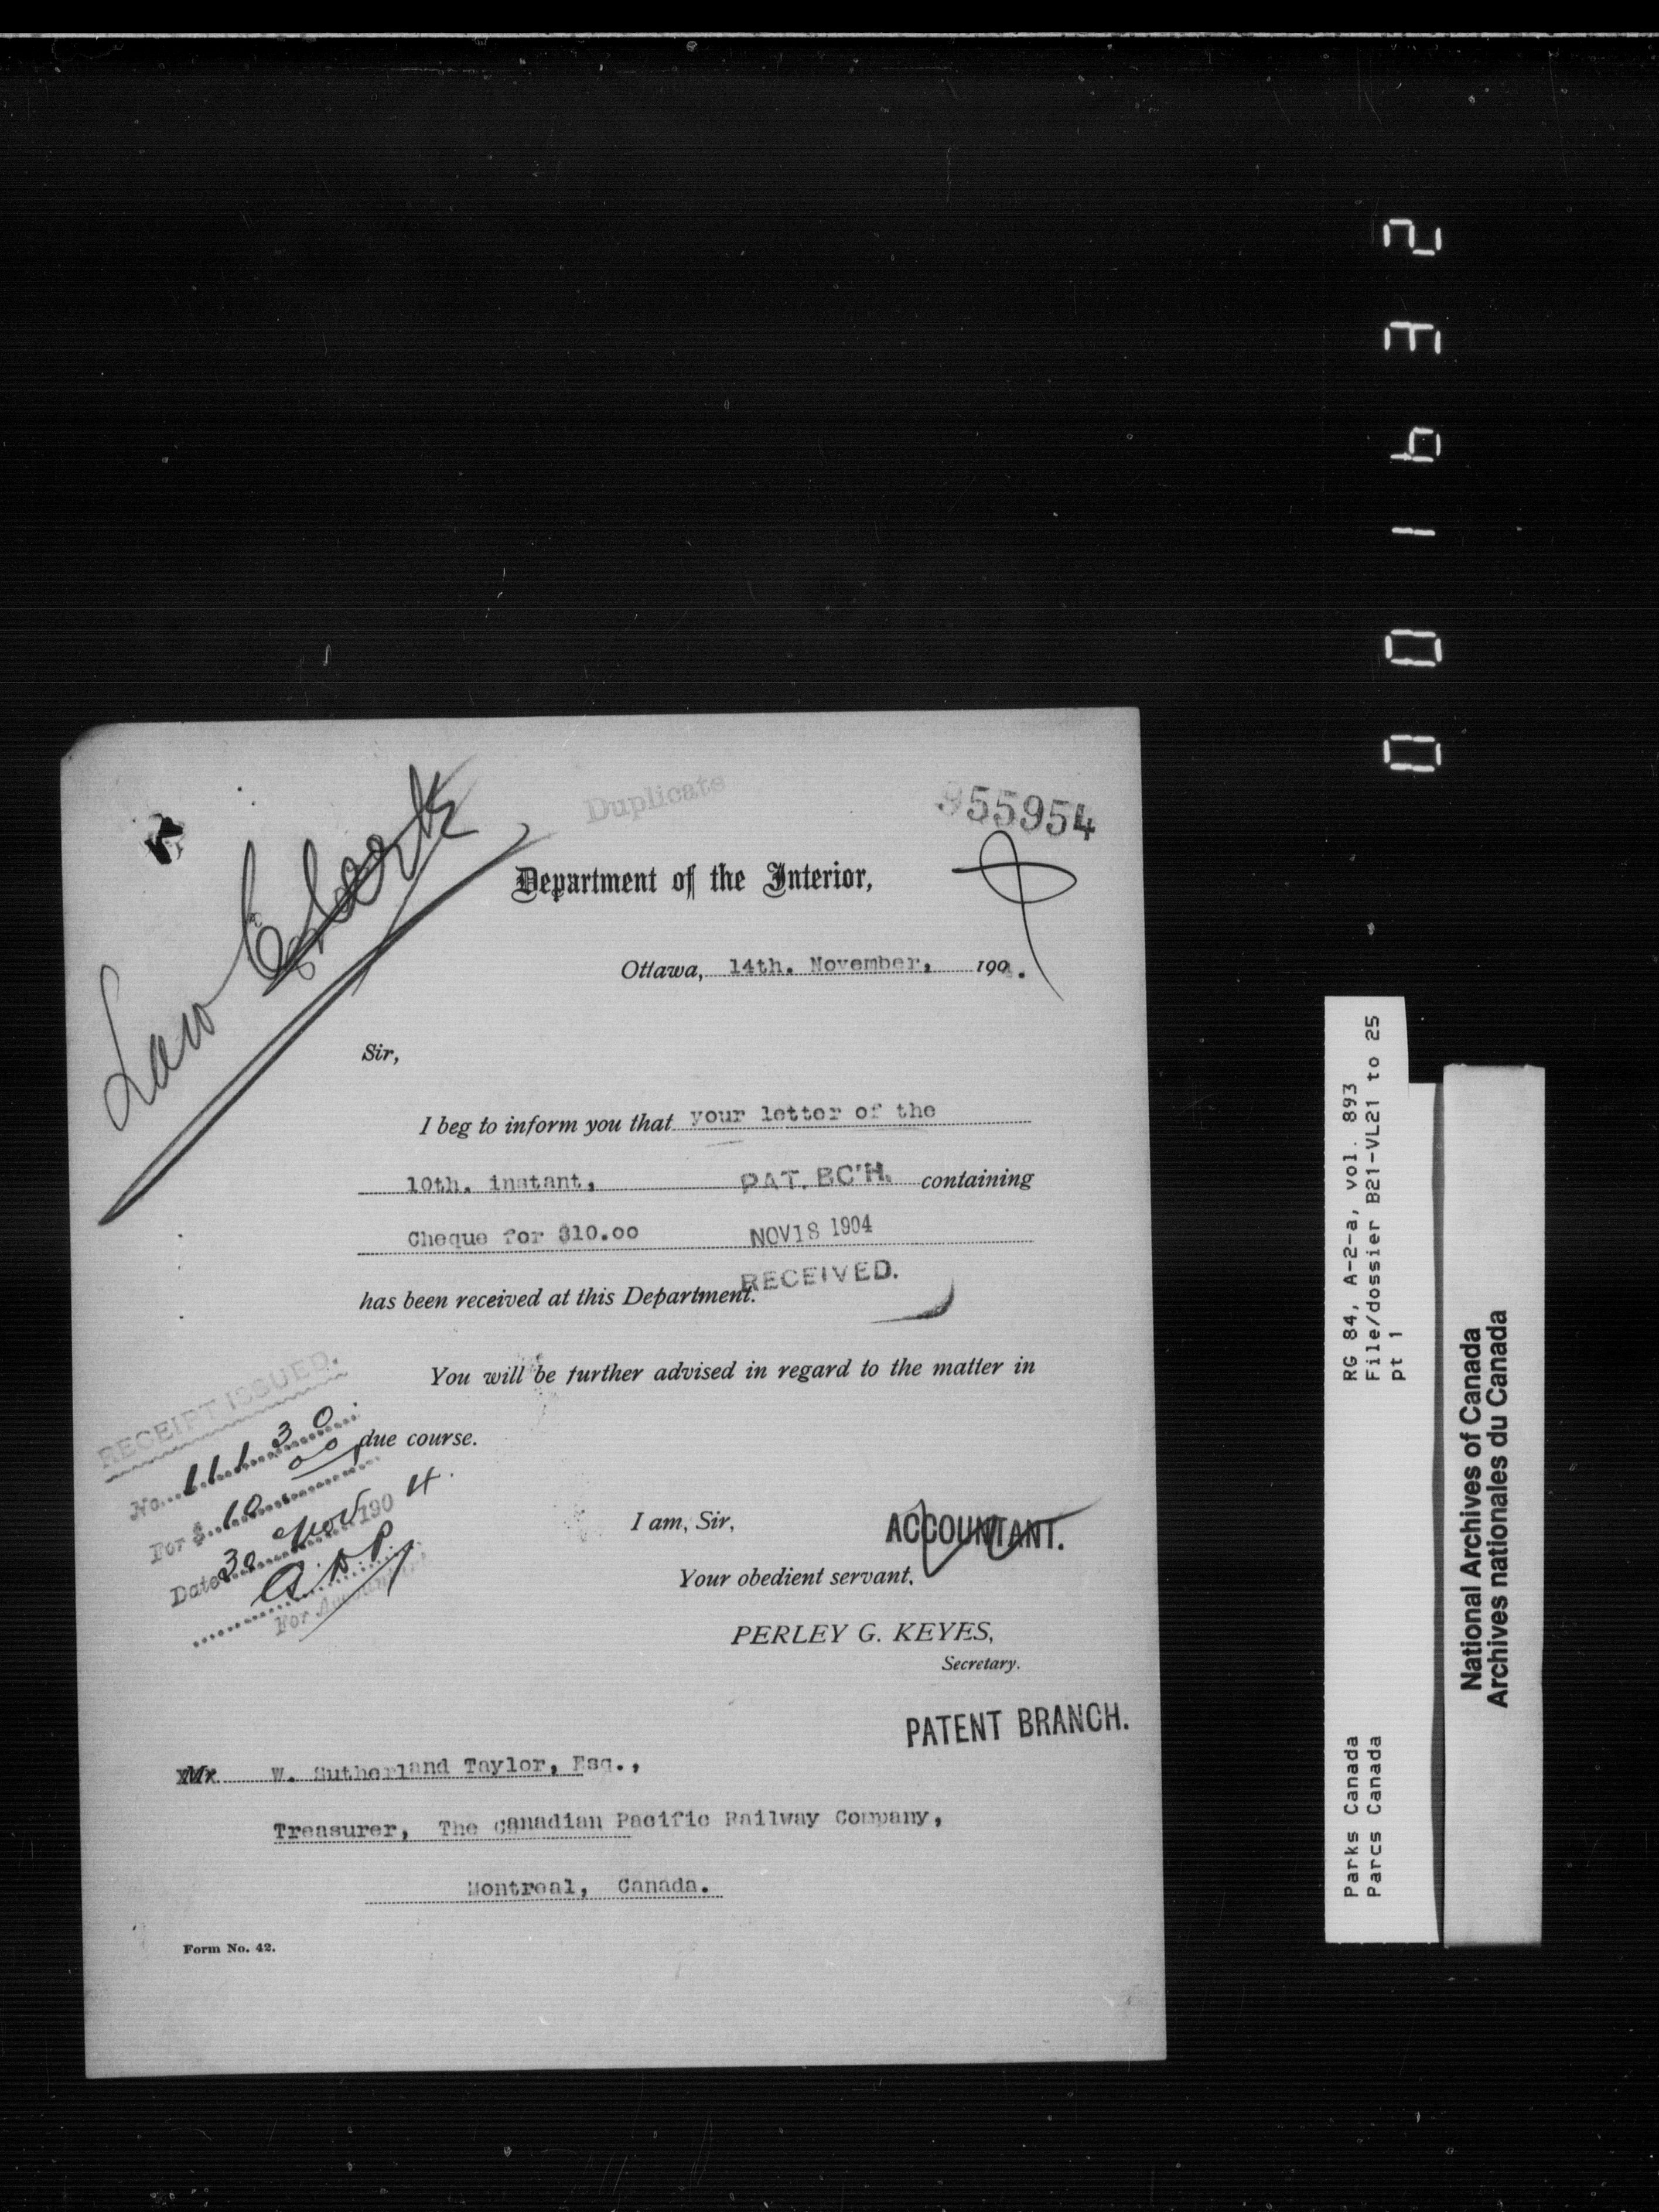 Duplicate
955954
Law Clerk
Department of the Interior,
Ottawa, 14th. November, 190 .
Sir,
I beg to inform you that your letter of the
10th. instant, PAT. BC'H. containing
Cheque for $10.00 NOV 18 1904
has been received at this Department. RECEIVED.
You will be further advised in regard to the matter in
due course.
RECEIPT ISSUED.
No. 1130
For $ 10.00
Date 30 Nov 1904
For Accountant
I am, Sir,
ACCOUNTANT.
Your obedient servant,
PERLEY G. KEYES,
Secretary.
PATENT BRANCH.
W. Sutherland Taylor, Esq.,
Treasurer, The Canadian Pacific Railway Company,
Montreal, Canada.
Form No. 42.
RG 84, A-2-a, vol. 893
File/dossier B21-VL21 to 25
pt 1
Parks Canada
Parcs Canada
National Archives of Canada
Archives nationales du Canada